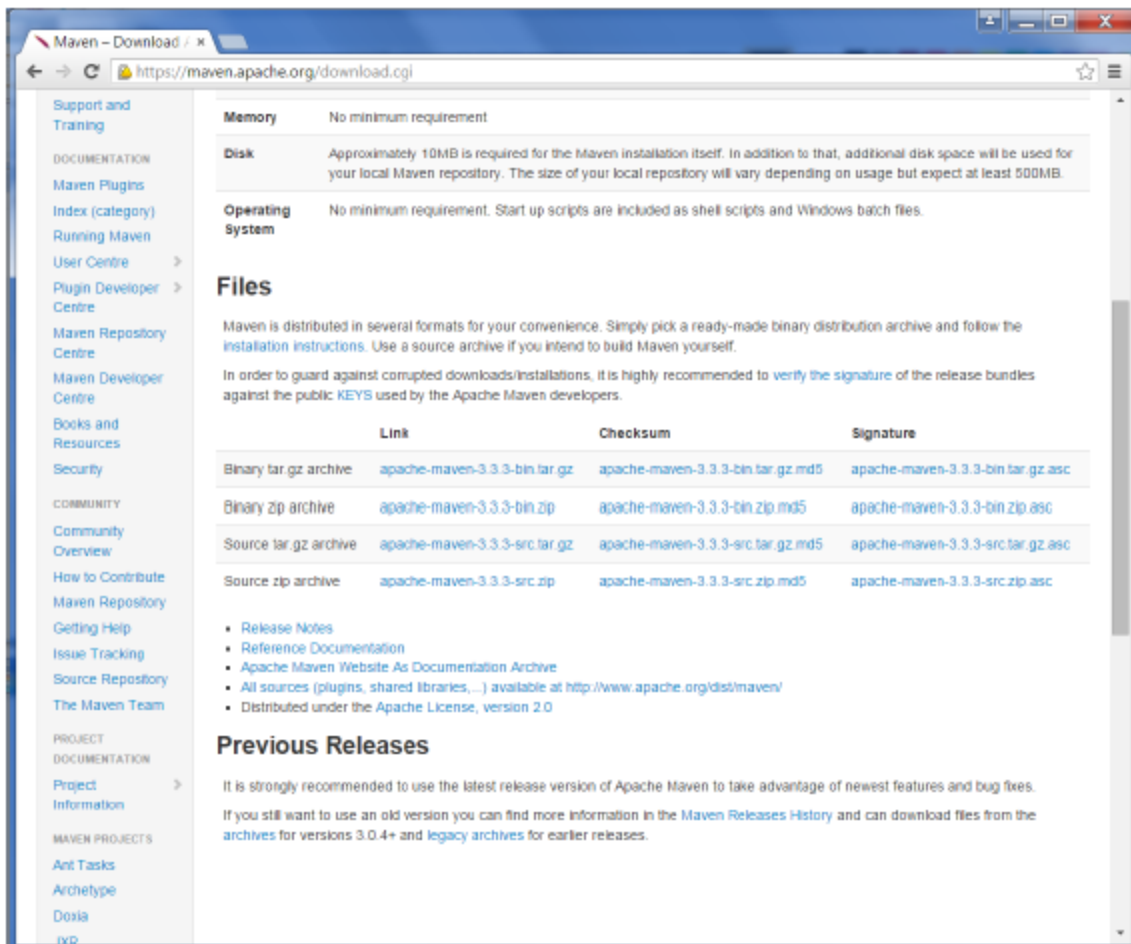 Maven – Download
https://maven.apache.org/download.cgi
Support and
Training
DOCUMENTATION
Maven Plugins
Index (category)
Running Maven
User Centre
Plugin Developer
Centre
Maven Repository
Centre
Maven Developer
Centre
Books and
Resources
Security
COMMUNITY
Community
Overview
How to Contribute
Maven Repository
Getting Help
Issue Tracking
Source Repository
The Maven Team
PROJECT
DOCUMENTATION
Project
Information
MAVEN PROJECTS
Ant Tasks
Archetype
Doxia
JXR
Memory No minimum requirement
Disk Approximately 10MB is required for the Maven installation itself. In addition to that, additional disk space will be used for
your local Maven repository. The size of your local repository will vary depending on usage but expect at least 500MB.
Operating No minimum requirement. Start up scripts are included as shell scripts and Windows batch files.
System
Files
Maven is distributed in several formats for your convenience. Simply pick a ready-made binary distribution archive and follow the
installation instructions. Use a source archive if you intend to build Maven yourself.
In order to guard against corrupted downloads/installations, it is highly recommended to verify the signature of the release bundles
against the public KEYS used by the Apache Maven developers.
Link Checksum Signature
Binary tar.gz archive apache-maven-3.3.3-bin.tar.gz apache-maven-3.3.3-bin.tar.gz.md5 apache-maven-3.3.3-bin.tar.gz.asc
Binary zip archive apache-maven-3.3.3-bin.zip apache-maven-3.3.3-bin.zip.md5 apache-maven-3.3.3-bin.zip.asc
Source tar.gz archive apache-maven-3.3.3-src.tar.gz apache-maven-3.3.3-src.tar.gz.md5 apache-maven-3.3.3-src.tar.gz.asc
Source zip archive apache-maven-3.3.3-src.zip apache-maven-3.3.3-src.zip.md5 apache-maven-3.3.3-src.zip.asc
• Release Notes
• Reference Documentation
• Apache Maven Website As Documentation Archive
• All sources (plugins, shared libraries,...) available at http://www.apache.org/dist/maven/
• Distributed under the Apache License, version 2.0
Previous Releases
It is strongly recommended to use the latest release version of Apache Maven to take advantage of newest features and bug fixes.
If you still want to use an old version you can find more information in the Maven Releases History and can download files from the
archives for versions 3.0.4+ and legacy archives for earlier releases.